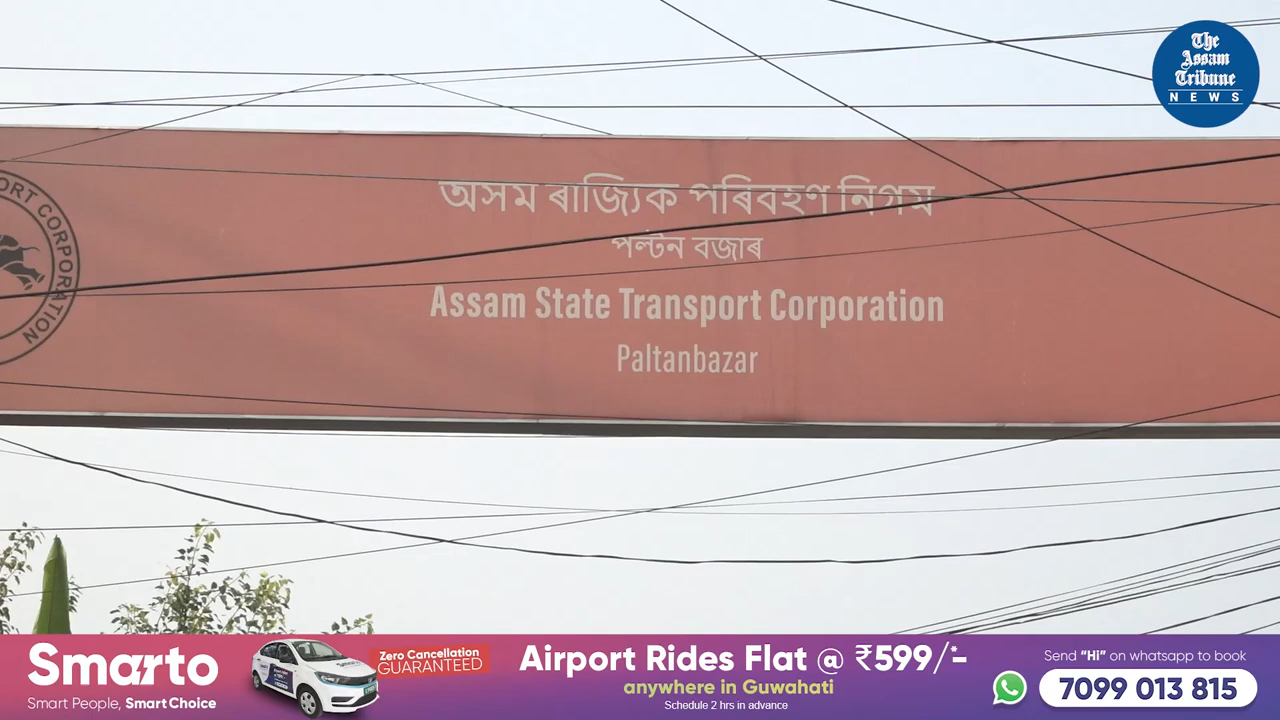 The
Assam
Tribune
NEWS
অসম ৰাজ্যিক পৰিবহণ নিগম
পল্টন বজাৰ
Assam State Transport Corporation
Paltanbazar
ORT CORPORATION
Smarto
Smart People, Smart Choice
Zero Cancellation
GUARANTEED
Airport Rides Flat @ ₹599/*-
anywhere in Guwahati
Schedule 2 hrs in advance
Send “Hi” on whatsapp to book
7099 013 815